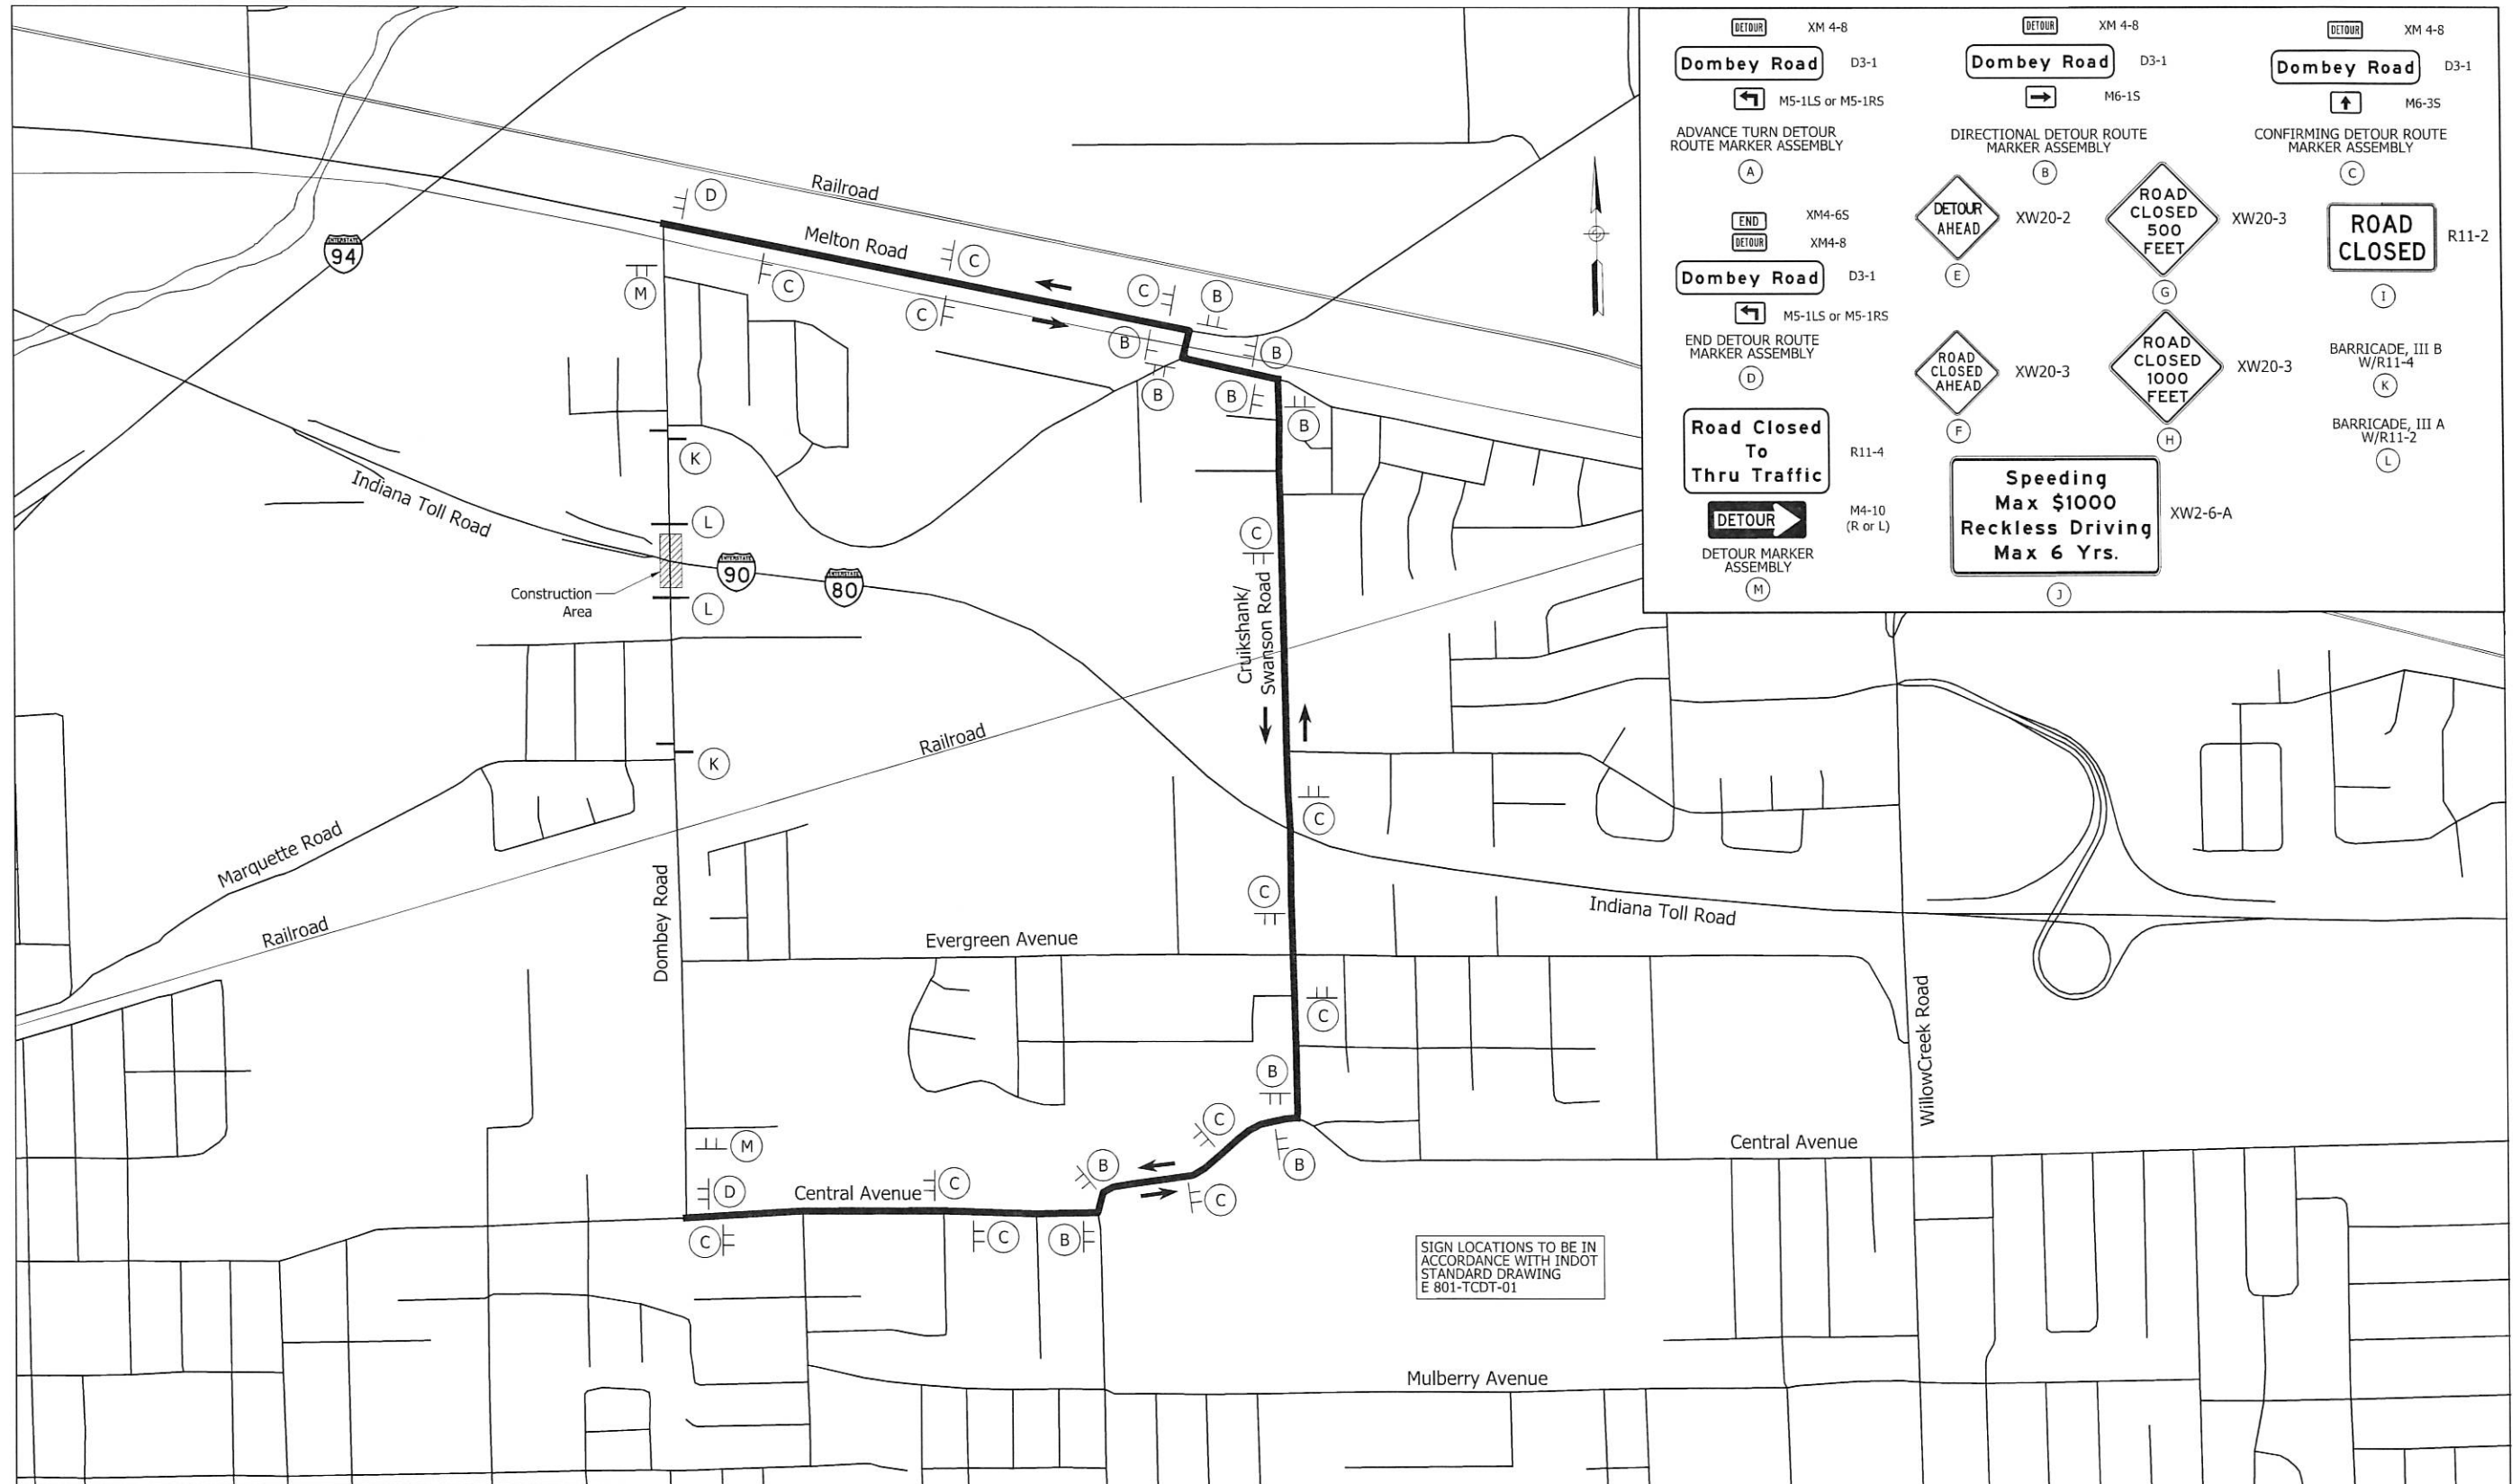 DETOUR XM 4-8
Dombey Road D3-1
M5-1LS or M5-1RS
ADVANCE TURN DETOUR
ROUTE MARKER ASSEMBLY
A
DETOUR XM 4-8
Dombey Road D3-1
M6-1S
DIRECTIONAL DETOUR ROUTE
MARKER ASSEMBLY
B
DETOUR XM 4-8
Dombey Road D3-1
M6-3S
CONFIRMING DETOUR ROUTE
MARKER ASSEMBLY
C
END XM4-6S
DETOUR XM4-8
Dombey Road D3-1
M5-1LS or M5-1RS
END DETOUR ROUTE
MARKER ASSEMBLY
D
DETOUR
AHEAD
XW20-2
E
ROAD
CLOSED
500
FEET
XW20-3
G
ROAD
CLOSED
R11-2
I
ROAD
CLOSED
AHEAD
XW20-3
F
ROAD
CLOSED
1000
FEET
XW20-3
H
BARRICADE, III B
W/R11-4
K
BARRICADE, III A
W/R11-2
L
Road Closed
To
Thru Traffic
R11-4
DETOUR
M4-10
(R or L)
DETOUR MARKER
ASSEMBLY
M
Speeding
Max $1000
Reckless Driving
Max 6 Yrs.
XW2-6-A
J
Railroad
D
Melton Road
INTERSTATE
94
C
M
C
C
B
C
B
B
B
B
B
K
Indiana Toll Road
L
INTERSTATE
90
INTERSTATE
80
Construction
Area
L
C
Cruikshank/
Swanson Road
Railroad
K
C
Marquette Road
Dombey Road
C
Railroad
Indiana Toll Road
Evergreen Avenue
C
WillowCreek Road
B
C
M
Central Avenue
B
B
D
Central Avenue
C
C
C
C
B
SIGN LOCATIONS TO BE IN
ACCORDANCE WITH INDOT
STANDARD DRAWING
E 801-TCDT-01
Mulberry Avenue